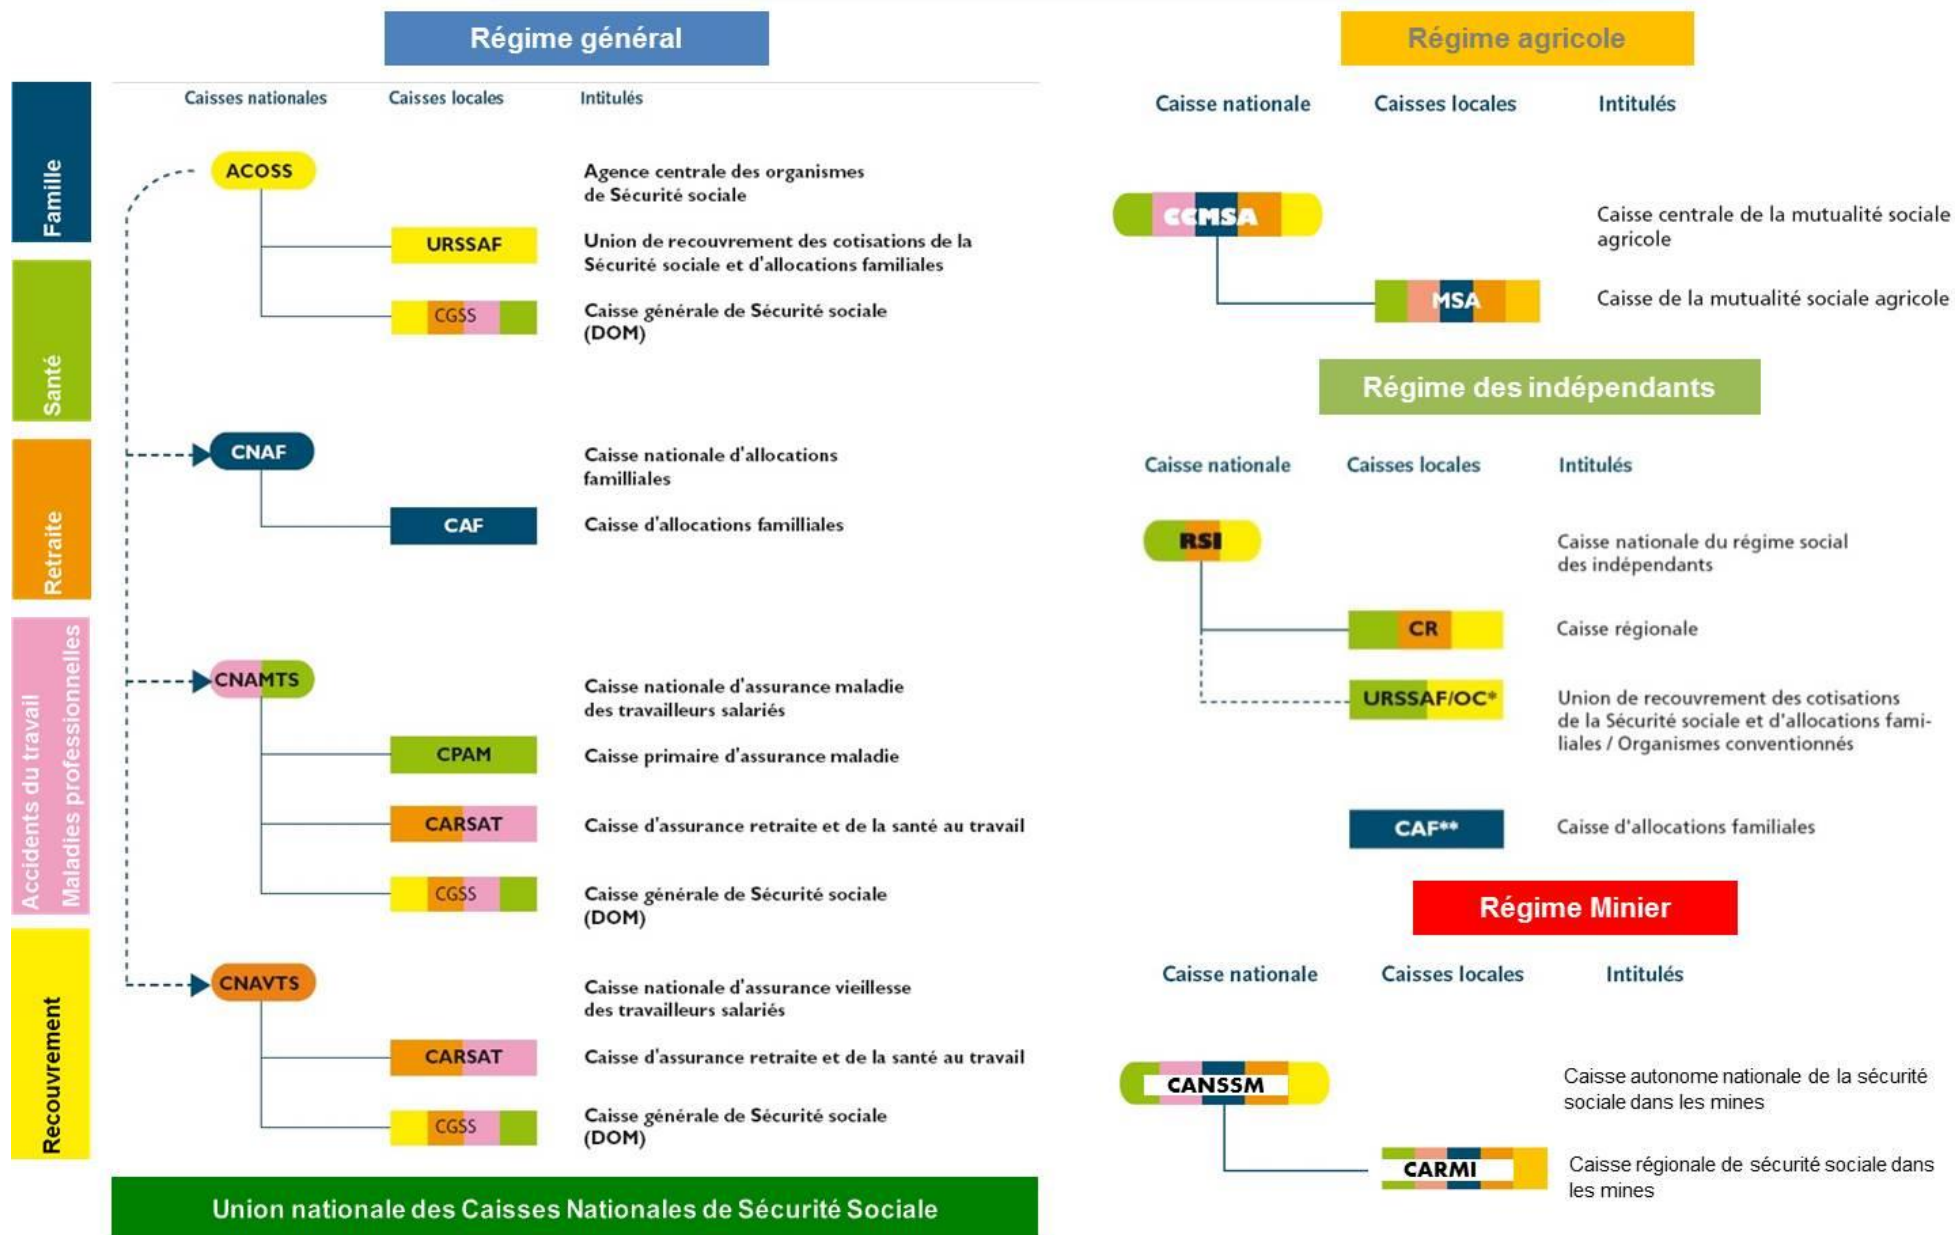 Régime général
Caisses nationales
Caisses locales
Intitulés
Famille
Santé
Retraite
Accidents du travail
Maladies professionnelles
Recouvrement
ACOSS
Agence centrale des organismes
de Sécurité sociale
URSSAF
Union de recouvrement des cotisations de la
Sécurité sociale et d'allocations familiales
CGSS
Caisse générale de Sécurité sociale
(DOM)
CNAF
Caisse nationale d'allocations
familliales
CAF
Caisse d'allocations familliales
CNAMTS
Caisse nationale d'assurance maladie
des travailleurs salariés
CPAM
Caisse primaire d'assurance maladie
CARSAT
Caisse d'assurance retraite et de la santé au travail
CGSS
Caisse générale de Sécurité sociale
(DOM)
CNAVTS
Caisse nationale d'assurance vieillesse
des travailleurs salariés
CARSAT
Caisse d'assurance retraite et de la santé au travail
CGSS
Caisse générale de Sécurité sociale
(DOM)
Union nationale des Caisses Nationales de Sécurité Sociale
Régime agricole
Caisse nationale
Caisses locales
Intitulés
CCMSA
Caisse centrale de la mutualité sociale
agricole
MSA
Caisse de la mutualité sociale agricole
Régime des indépendants
Caisse nationale
Caisses locales
Intitulés
RSI
Caisse nationale du régime social
des indépendants
CR
Caisse régionale
URSSAF/OC*
Union de recouvrement des cotisations
de la Sécurité sociale et d'allocations fami-
liales / Organismes conventionnés
CAF**
Caisse d'allocations familiales
Régime Minier
Caisse nationale
Caisses locales
Intitulés
CANSSM
Caisse autonome nationale de la sécurité
sociale dans les mines
CARMI
Caisse régionale de sécurité sociale dans
les mines